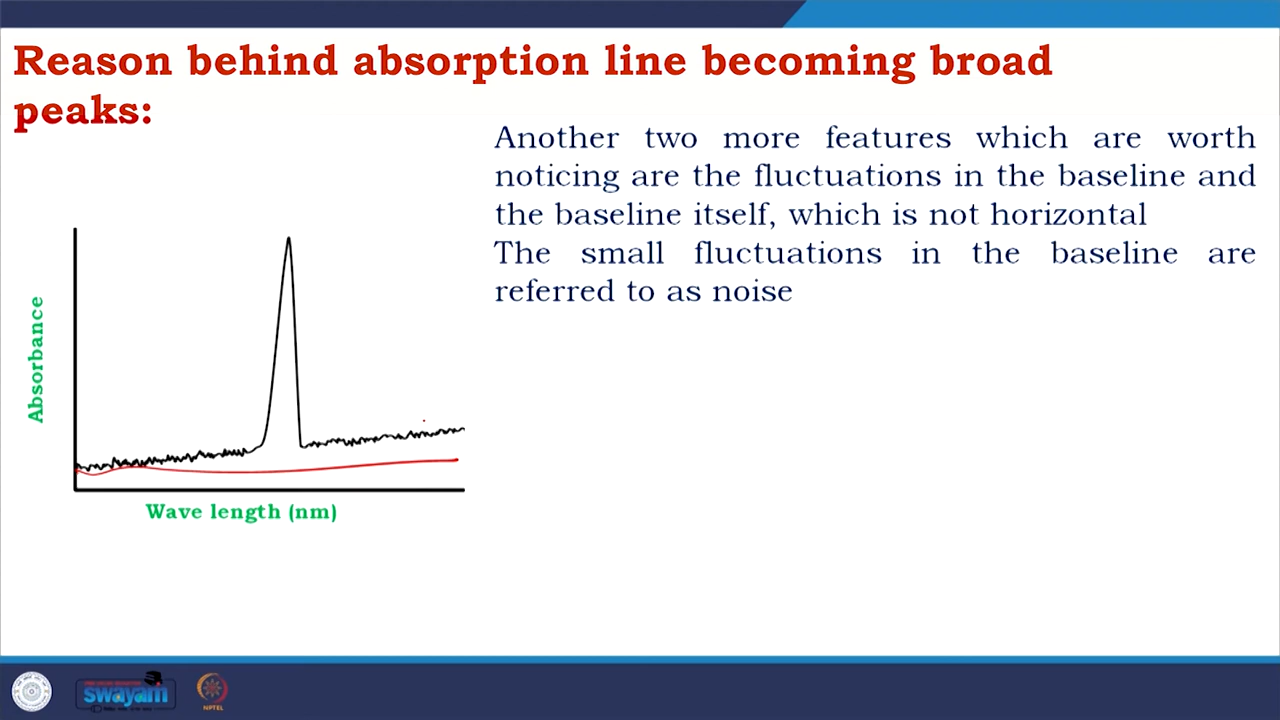 Reason behind absorption line becoming broad
peaks:
Another two more features which are worth
noticing are the fluctuations in the baseline and
the baseline itself, which is not horizontal
The small fluctuations in the baseline are
referred to as noise
Absorbance
Wave length (nm)
swayam
NPTEL